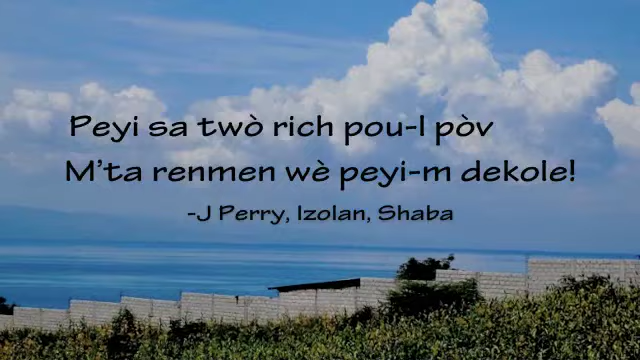 Peyi sa twò rich pou-l pòv
M'ta renmen wè peyi-m dekole!
-J Perry, Izolan, Shaba